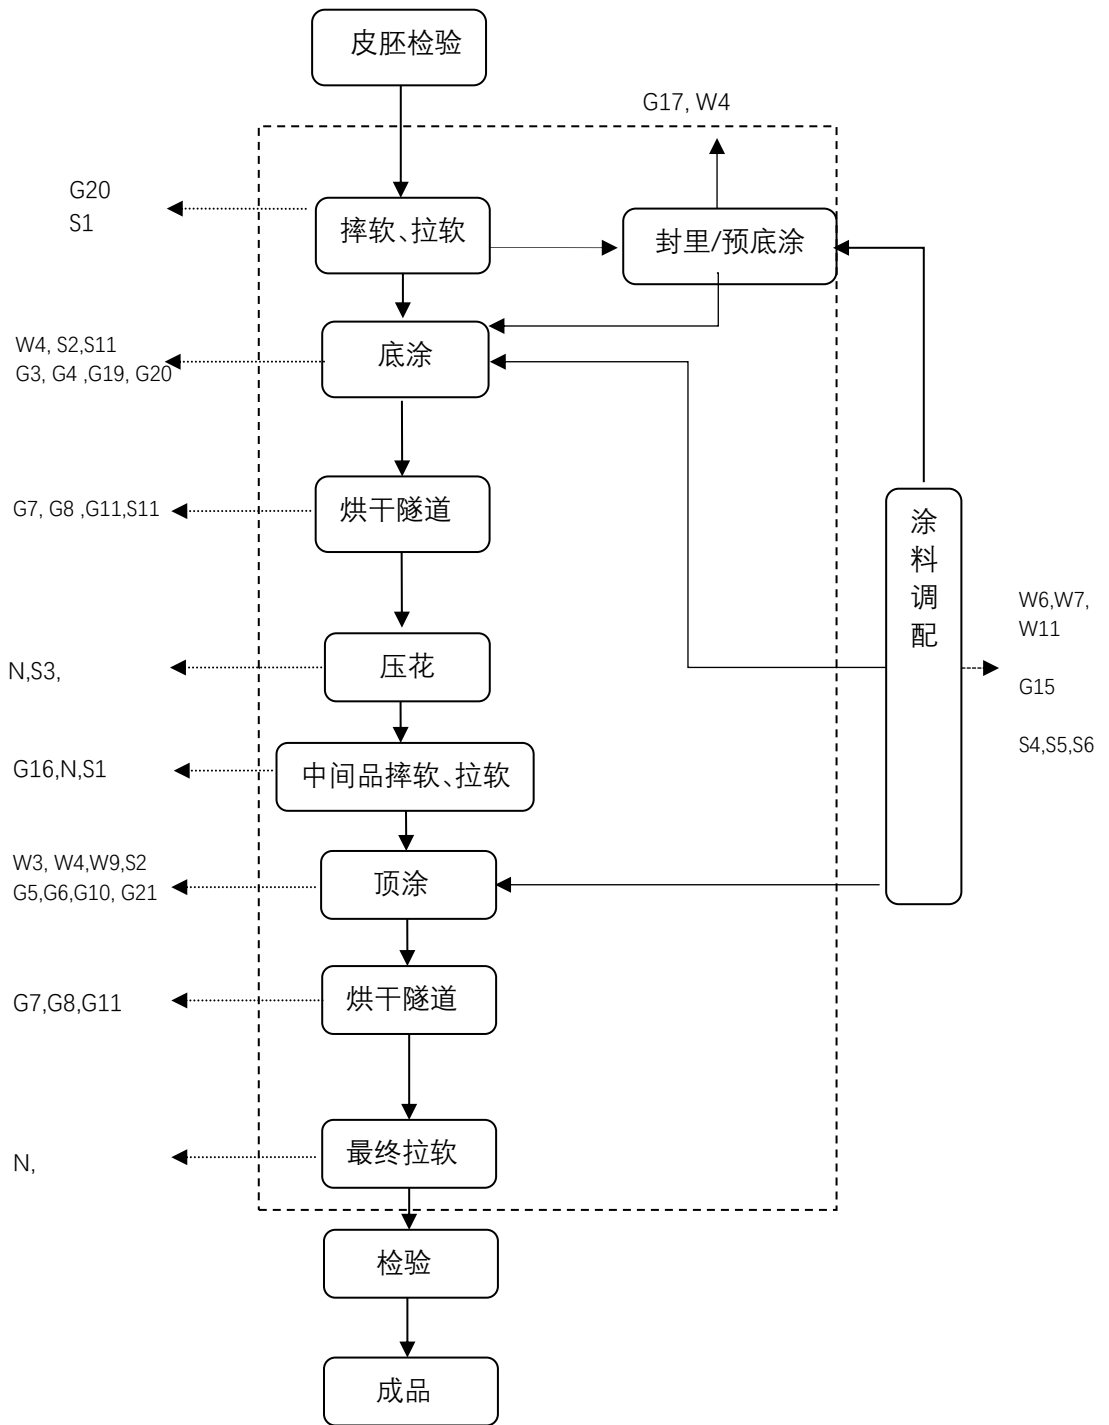 皮胚检验
G17, W4
G20
S1
摔软、拉软
封里/预底涂
W4, S2,S11
G3, G4 ,G19, G20
底涂
G7, G8 ,G11,S11
烘干隧道
涂
料
调
配
W6,W7,
W11
G15
S4,S5,S6
N,S3,
压花
G16,N,S1
中间品摔软、拉软
W3, W4,W9,S2
G5,G6,G10, G21
顶涂
G7,G8,G11
烘干隧道
N,
最终拉软
检验
成品